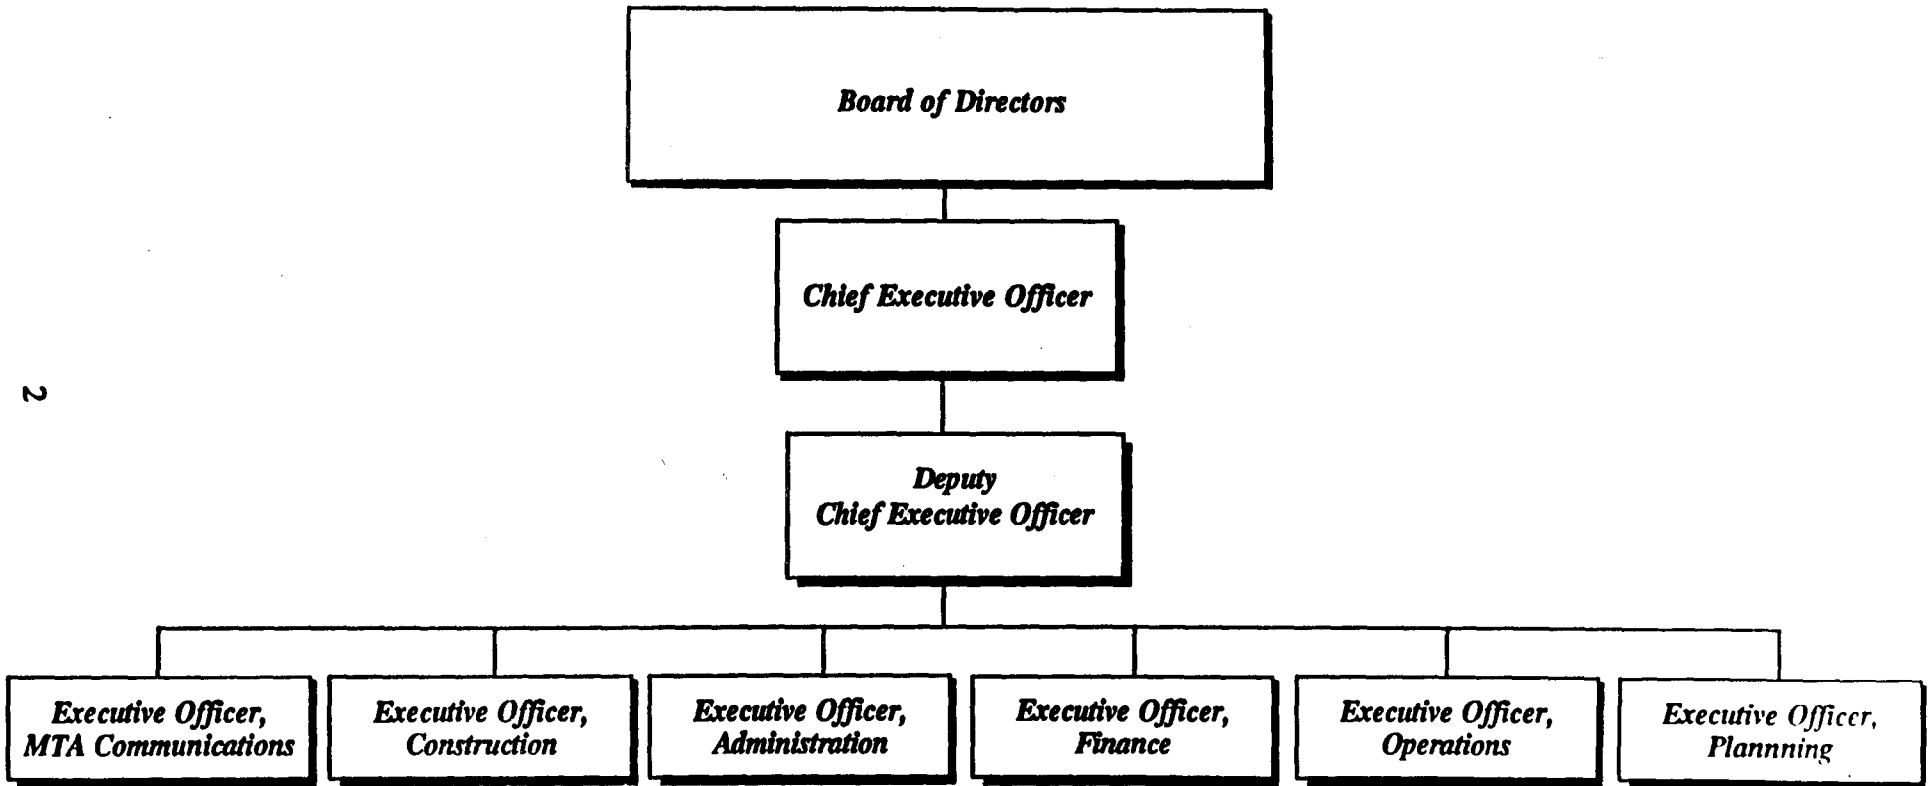 Board of Directors
Chief Executive Officer
2
Deputy
Chief Executive Officer
Executive Officer,
MTA Communications
Executive Officer,
Construction
Executive Officer,
Administration
Executive Officer,
Finance
Executive Officer,
Operations
Executive Officer,
Plannning